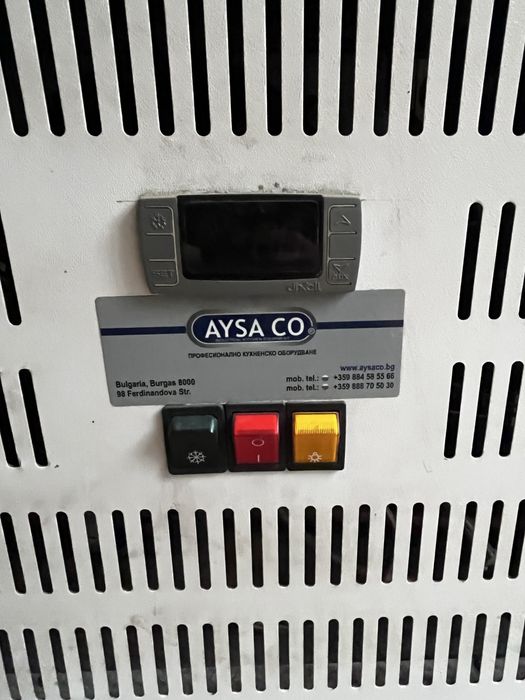 SET
AUX
dixell
AYSA CO®
ПРОФЕСИОНАЛНО КУХНЕНСКО ОБОРУДВАНЕ
www.aysaco.bg
Bulgaria, Burgas 8000
mob. tel.: +359 884 58 55 66
98 Ferdinandova Str.
mob. tel.: +359 888 70 50 30
O
I